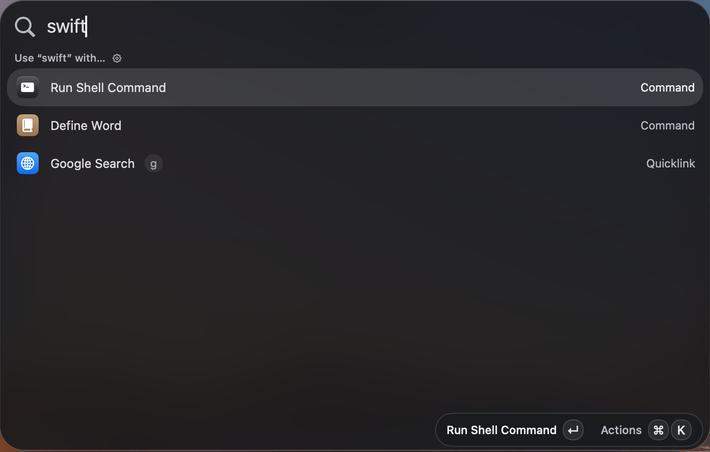 swift
Use “swift” with...
Run Shell Command Command
Define Word Command
Google Search g Quicklink
Run Shell Command ↵ Actions ⌘ K